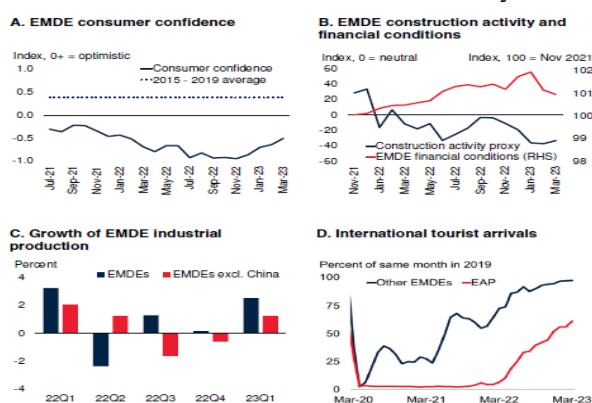 A. EMDE consumer confidence
Index, 0+ = optimistic
1.0
0.5
0.0
-0.5
-1.0
Consumer confidence
2015 - 2019 average
Jul-21
Sep-21
Nov-21
Jan-22
Mar-22
May-22
Jul-22
Sep-22
Nov-22
Jan-23
Mar-23
B. EMDE construction activity and
financial conditions
Index, 0 = neutral
Index, 100 = Nov 2021
60
40
20
0
-20
-40
-60
102
101
100
99
98
Construction activity proxy
EMDE financial conditions (RHS)
Nov-21
Jan-22
Mar-22
May-22
Jul-22
Sep-22
Nov-22
Jan-23
Mar-23
C. Growth of EMDE industrial
production
Percent
4
2
0
-2
-4
EMDEs
EMDEs excl. China
22Q1
22Q2
22Q3
22Q4
23Q1
D. International tourist arrivals
Percent of same month in 2019
100
75
50
25
0
Other EMDEs
EAP
Mar-20
Mar-21
Mar-22
Mar-23